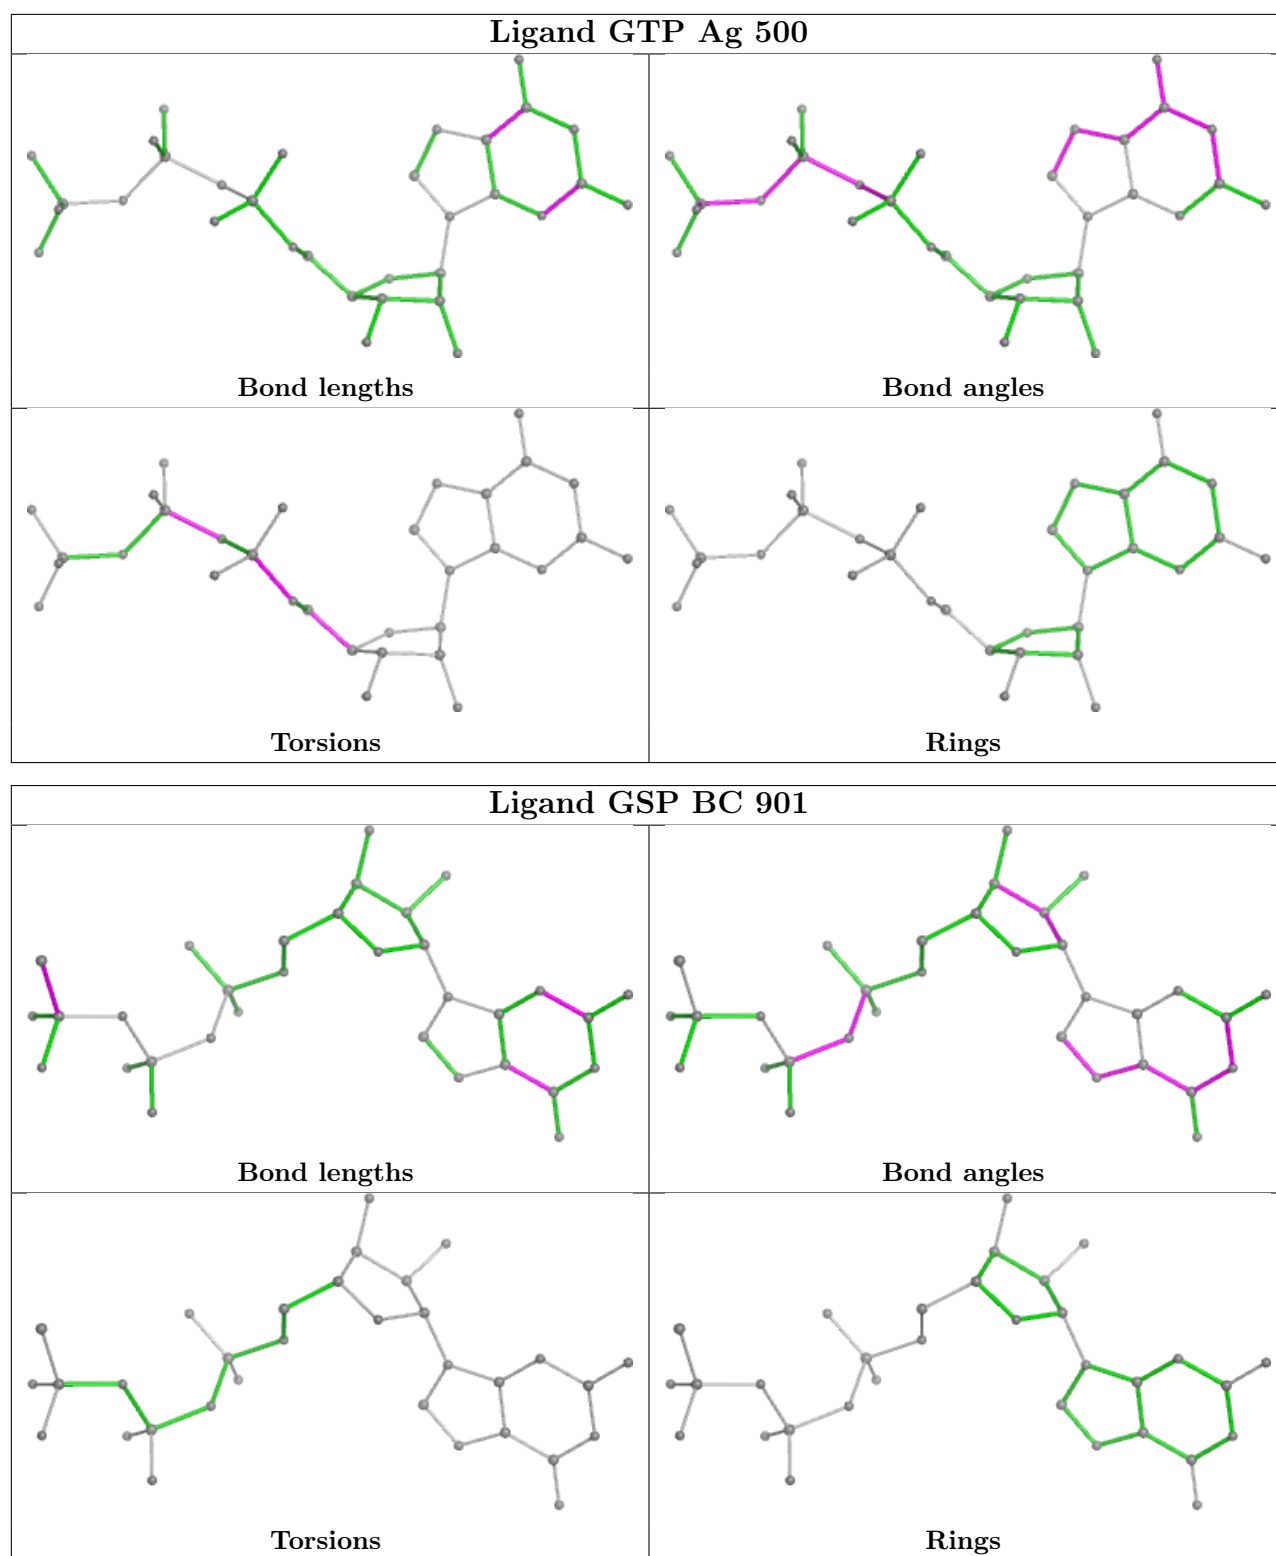 Ligand GTP Ag 500
Bond lengths
Bond angles
Torsions
Rings
Ligand GSP BC 901
Bond lengths
Bond angles
Torsions
Rings